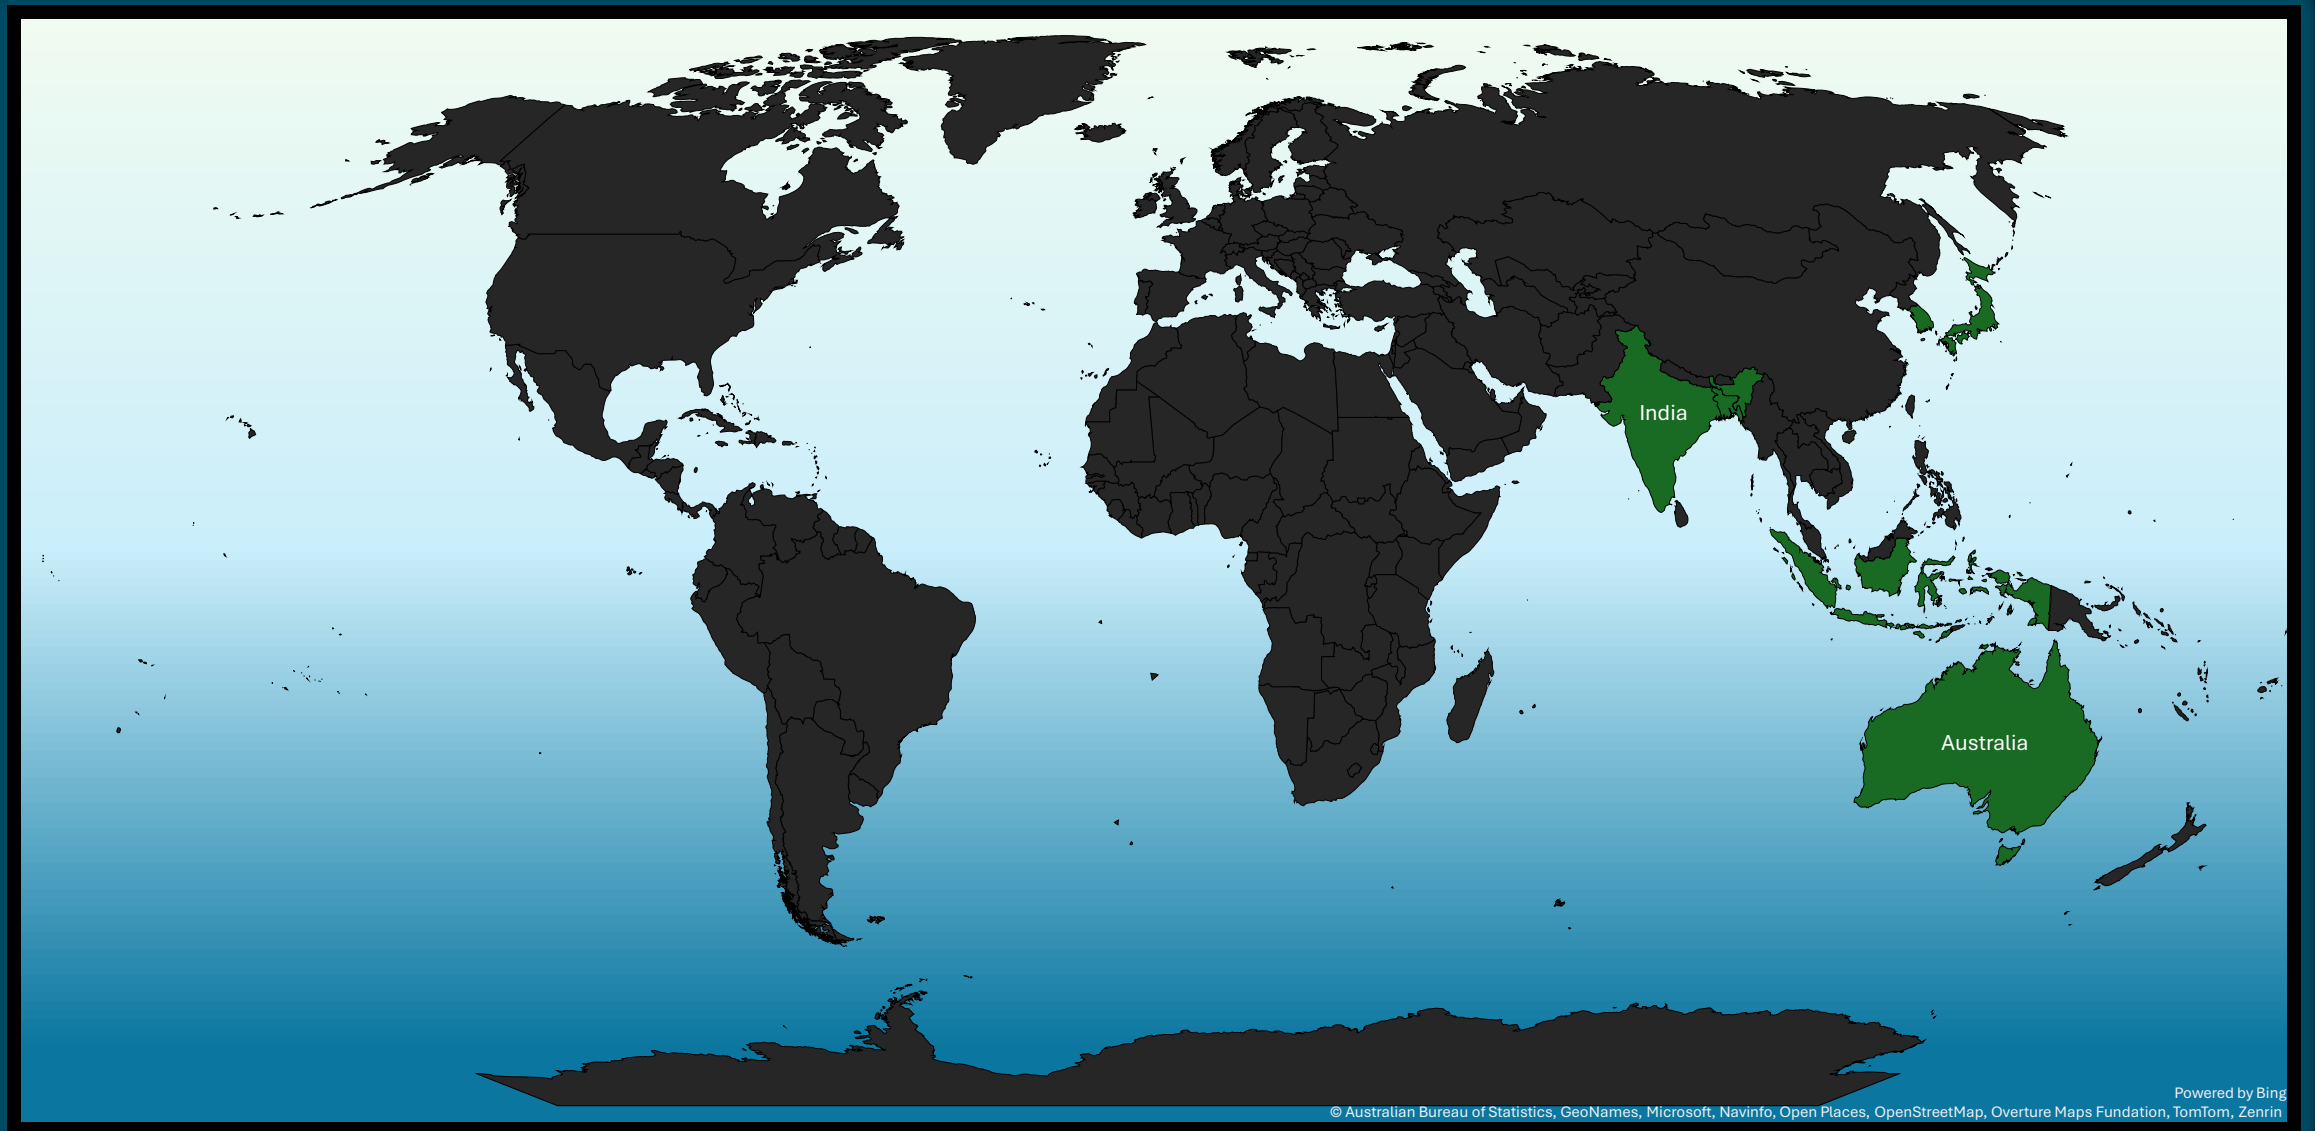 India
Australia
Powered by Bing
© Australian Bureau of Statistics, GeoNames, Microsoft, Navinfo, Open Places, OpenStreetMap, Overture Maps Fundation, TomTom, Zenrin